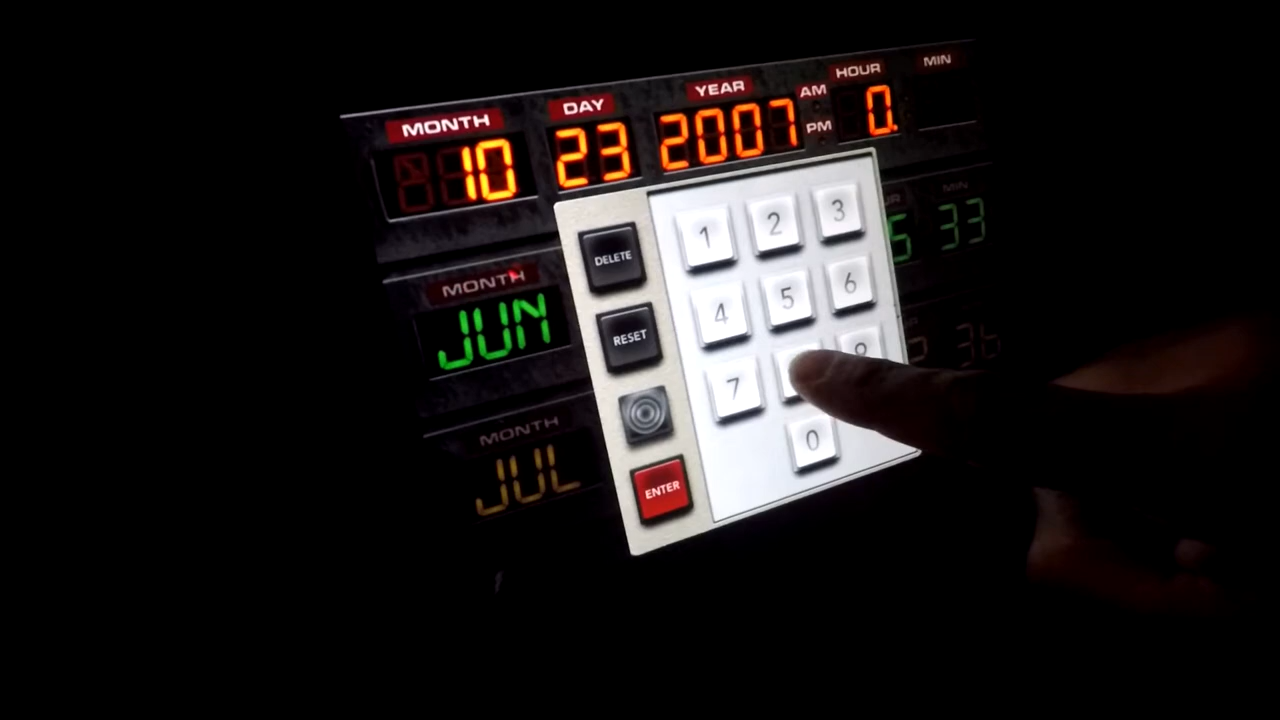 MONTH DAY YEAR HOUR MIN
AM
PM
10 23 2007 0
MONTH MIN
JUN 33
MONTH
JUL
DELETE
RESET
ENTER
1 2 3
4 5 6
7
0